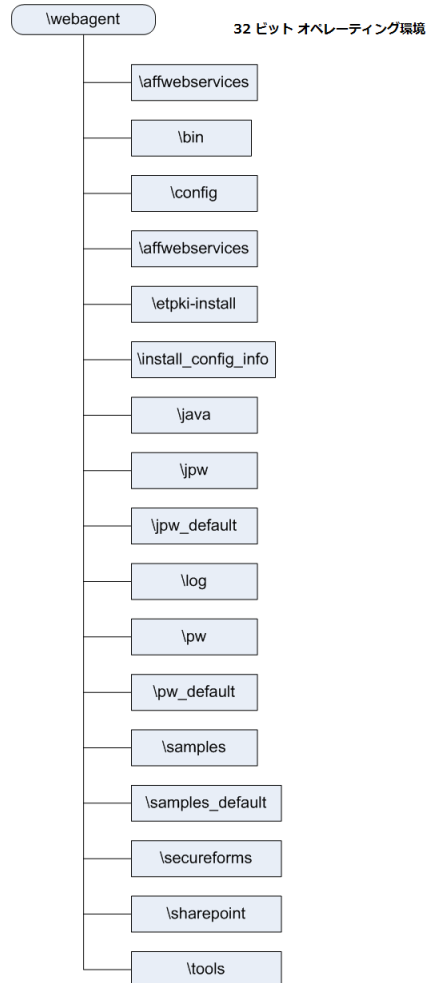 \webagent
32 ビット オペレーティング環境
\affwebservices
\bin
\config
\affwebservices
\etpki-install
\install_config_info
\java
\jpw
\jpw_default
\log
\pw
\pw_default
\samples
\samples_default
\secureforms
\sharepoint
\tools